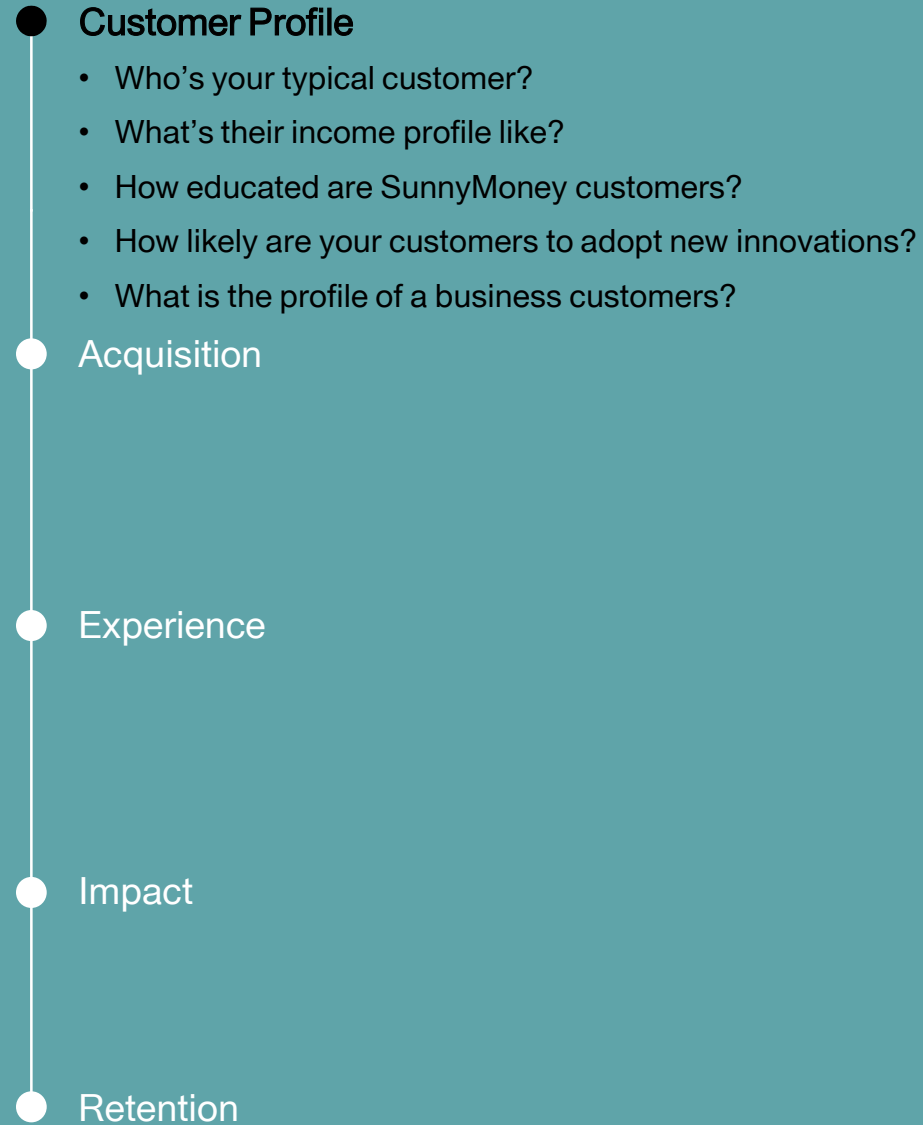 Customer Profile
• Who’s your typical customer?
• What’s their income profile like?
• How educated are SunnyMoney customers?
• How likely are your customers to adopt new innovations?
• What is the profile of a business customers?
Acquisition
Experience
Impact
Retention